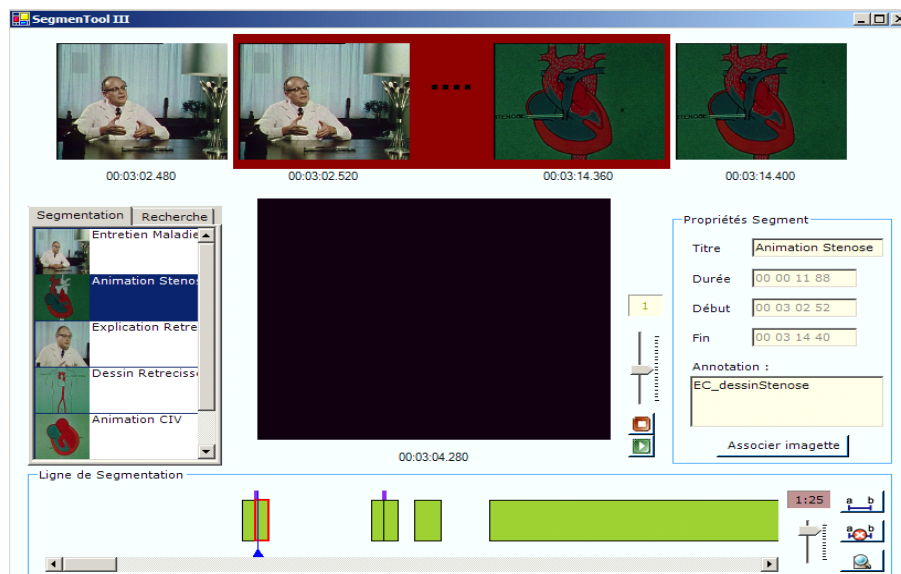 SegmenTool III
STENOSE
STENOSE
00:03:02.480
00:03:02.520
....
00:03:14.360
00:03:14.400
Segmentation
Recherche
Entretien Maladie
Animation Stenos
Explication Retre
Dessin Retreciss
Animation CIV
00:03:04.280
1
Propriétés Segment
Titre
Animation Stenose
Durée
00 00 11 88
Début
00 03 02 52
Fin
00 03 14 40
Annotation :
EC_dessinStenose
Associer imagette
Ligne de Segmentation
1:25
a b
a b